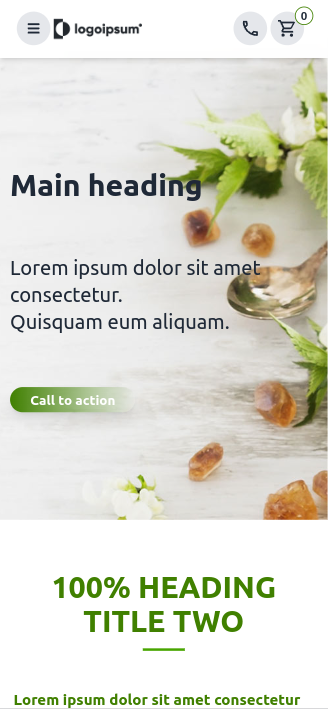 logoipsum®
0
Main heading
Lorem ipsum dolor sit amet
consectetur.
Quisquam eum aliquam.
Call to action
100% HEADING
TITLE TWO
Lorem ipsum dolor sit amet consectetur